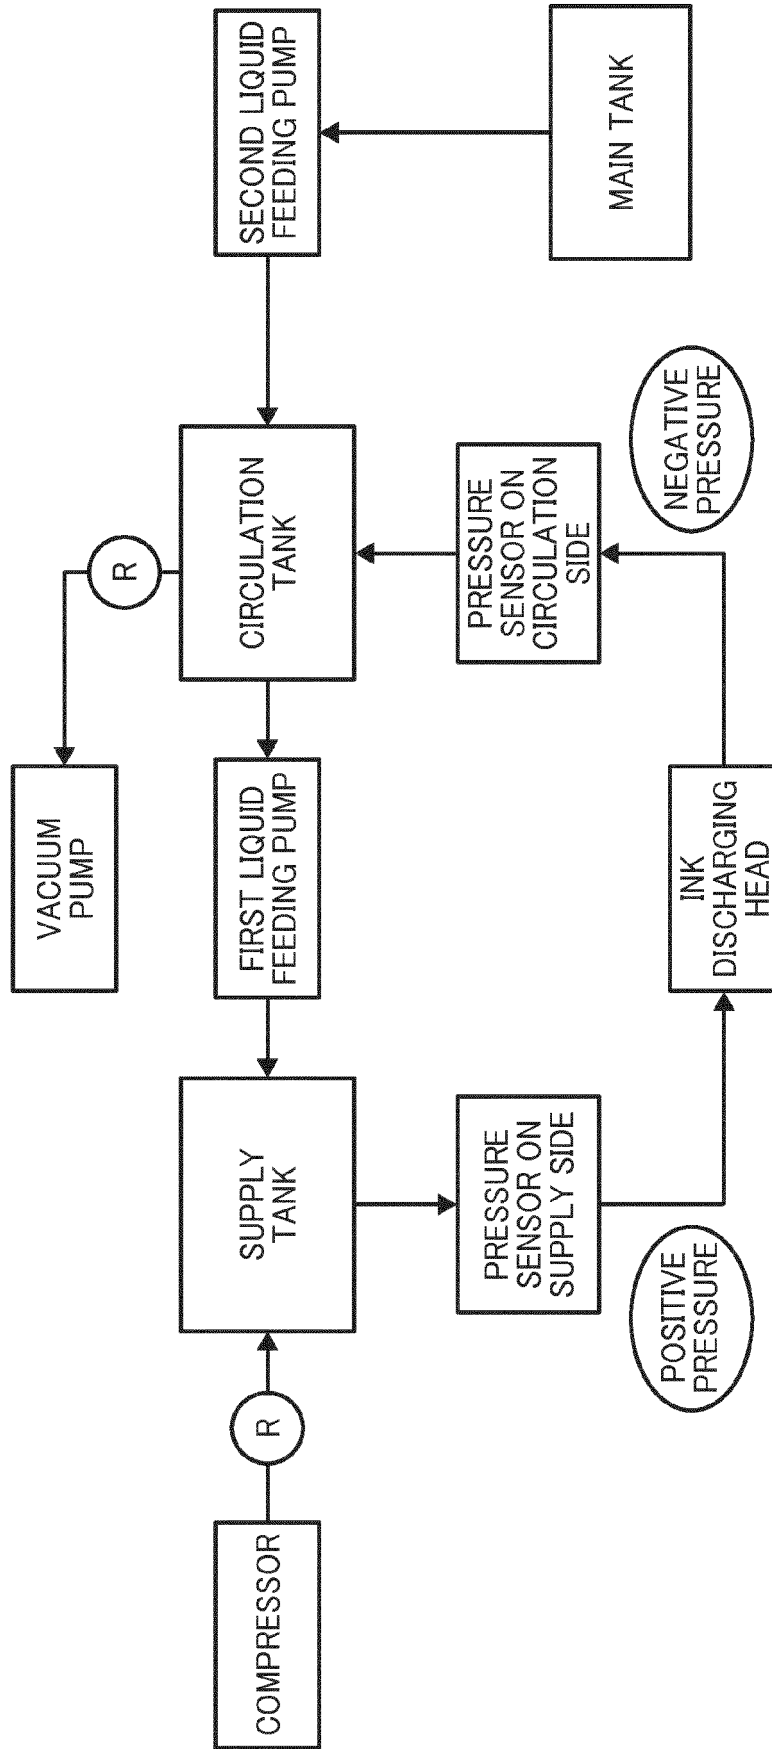 VACUUM
PUMP
R
COMPRESSOR
R
SUPPLY
TANK
FIRST LIQUID
FEEDING PUMP
CIRCULATION
TANK
SECOND LIQUID
FEEDING PUMP
PRESSURE
SENSOR ON
SUPPLY SIDE
PRESSURE
SENSOR ON
CIRCULATION
SIDE
MAIN TANK
POSITIVE
PRESSURE
INK
DISCHARGING
HEAD
NEGATIVE
PRESSURE